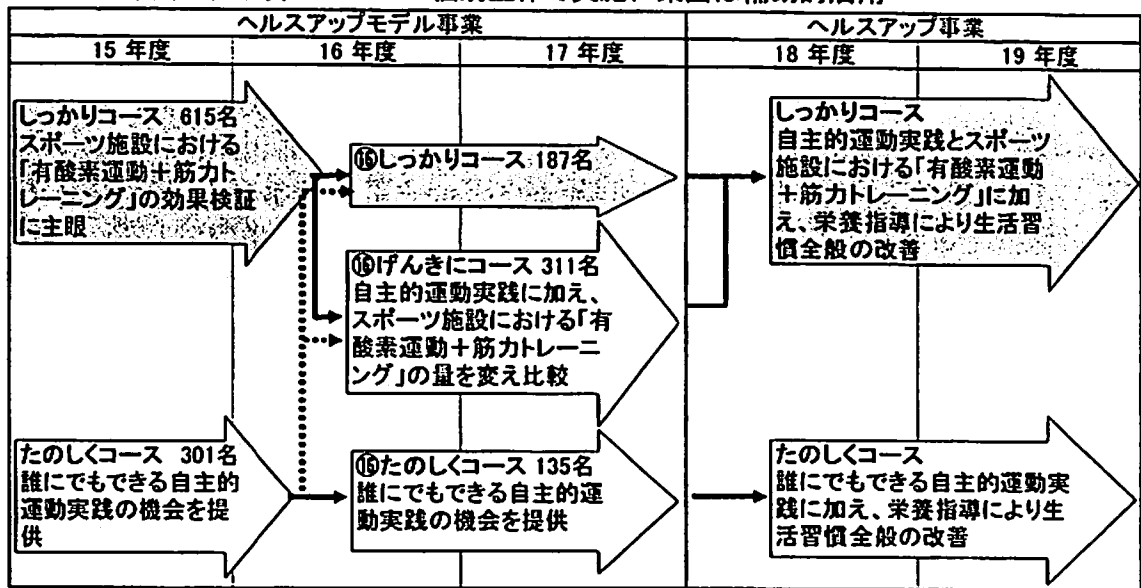 ヘルスアップモデル事業
ヘルスアップ事業
15 年度
16 年度
17 年度
18 年度
19 年度
しっかりコース 615名
スポーツ施設における
「有酸素運動+筋力ト
レーニング」の効果検証
に主眼
⑯しっかりコース 187名
⑯げんきにコース 311名
自主的運動実践に加え、
スポーツ施設における「有
酸素運動+筋力トレーニ
ング」の量を変え比較
しっかりコース
自主的運動実践とスポーツ
施設における「有酸素運動
+筋力トレーニング」に加
え、栄養指導により生活習
慣全般の改善
たのしくコース 301名
誰にでもできる自主的
運動実践の機会を提
供
⑯たのしくコース 135名
誰にでもできる自主的運
動実践の機会を提供
たのしくコース
誰にでもできる自主的運動実
践に加え、栄養指導により生
活習慣全般の改善